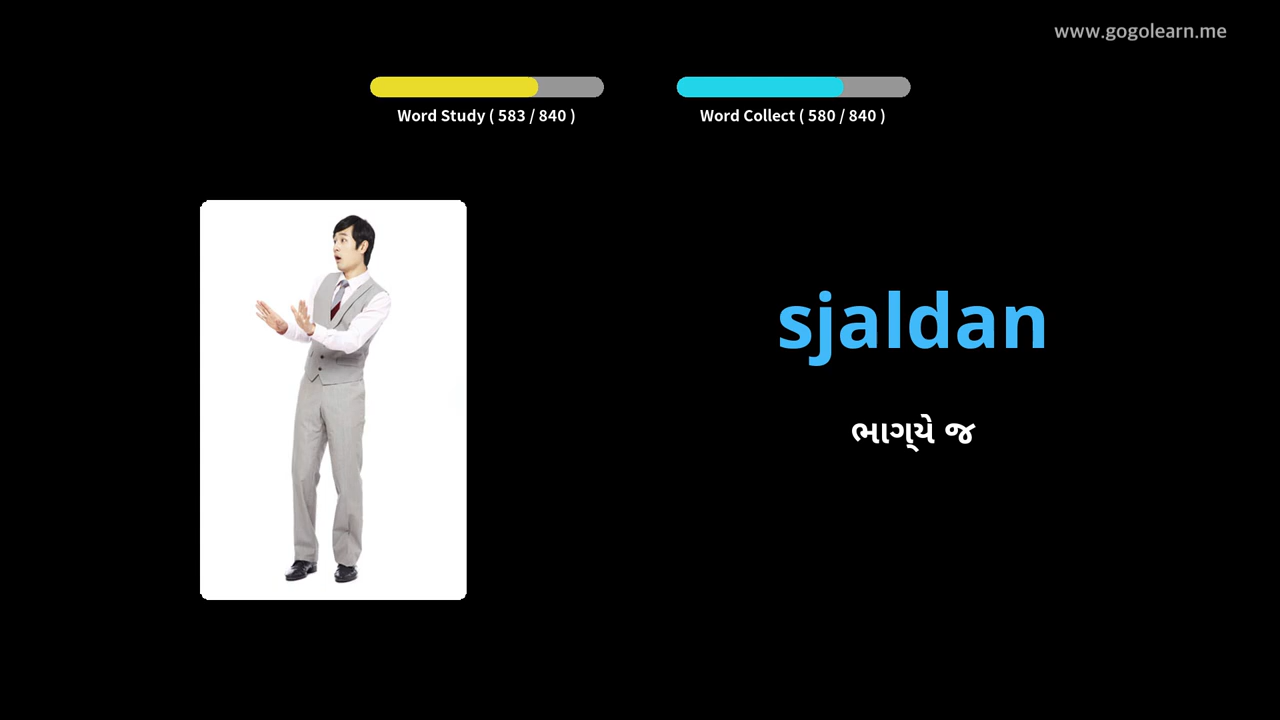 www.gogolearn.me
Word Study ( 583 / 840 )
Word Collect ( 580 / 840 )
sjaldan
ભાગ્યે જ